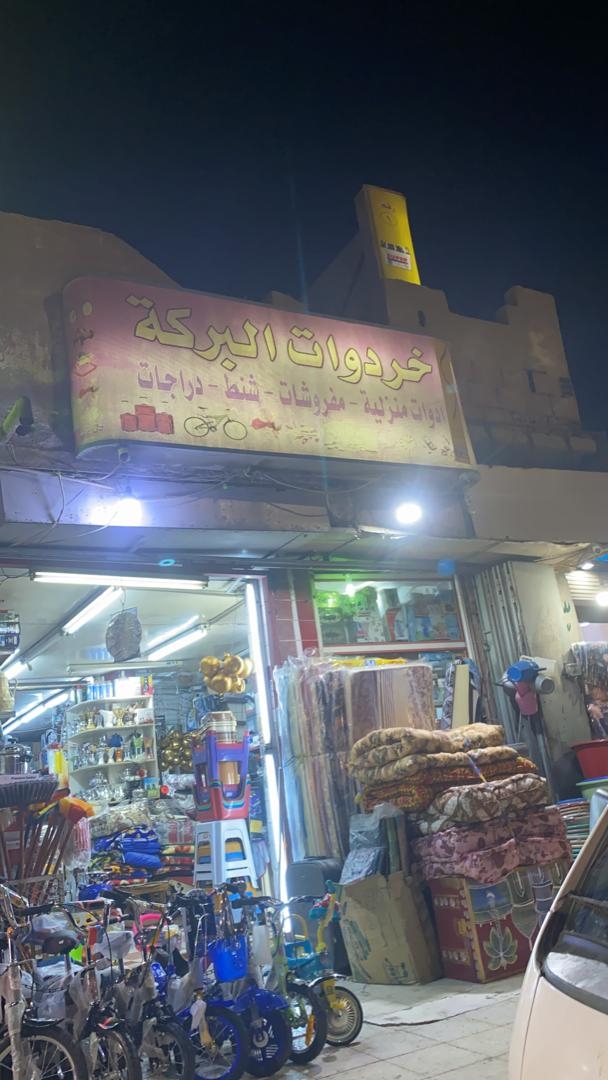 خردوات البركة
ادوات منزلية - مفروشات - شنط - دراجات